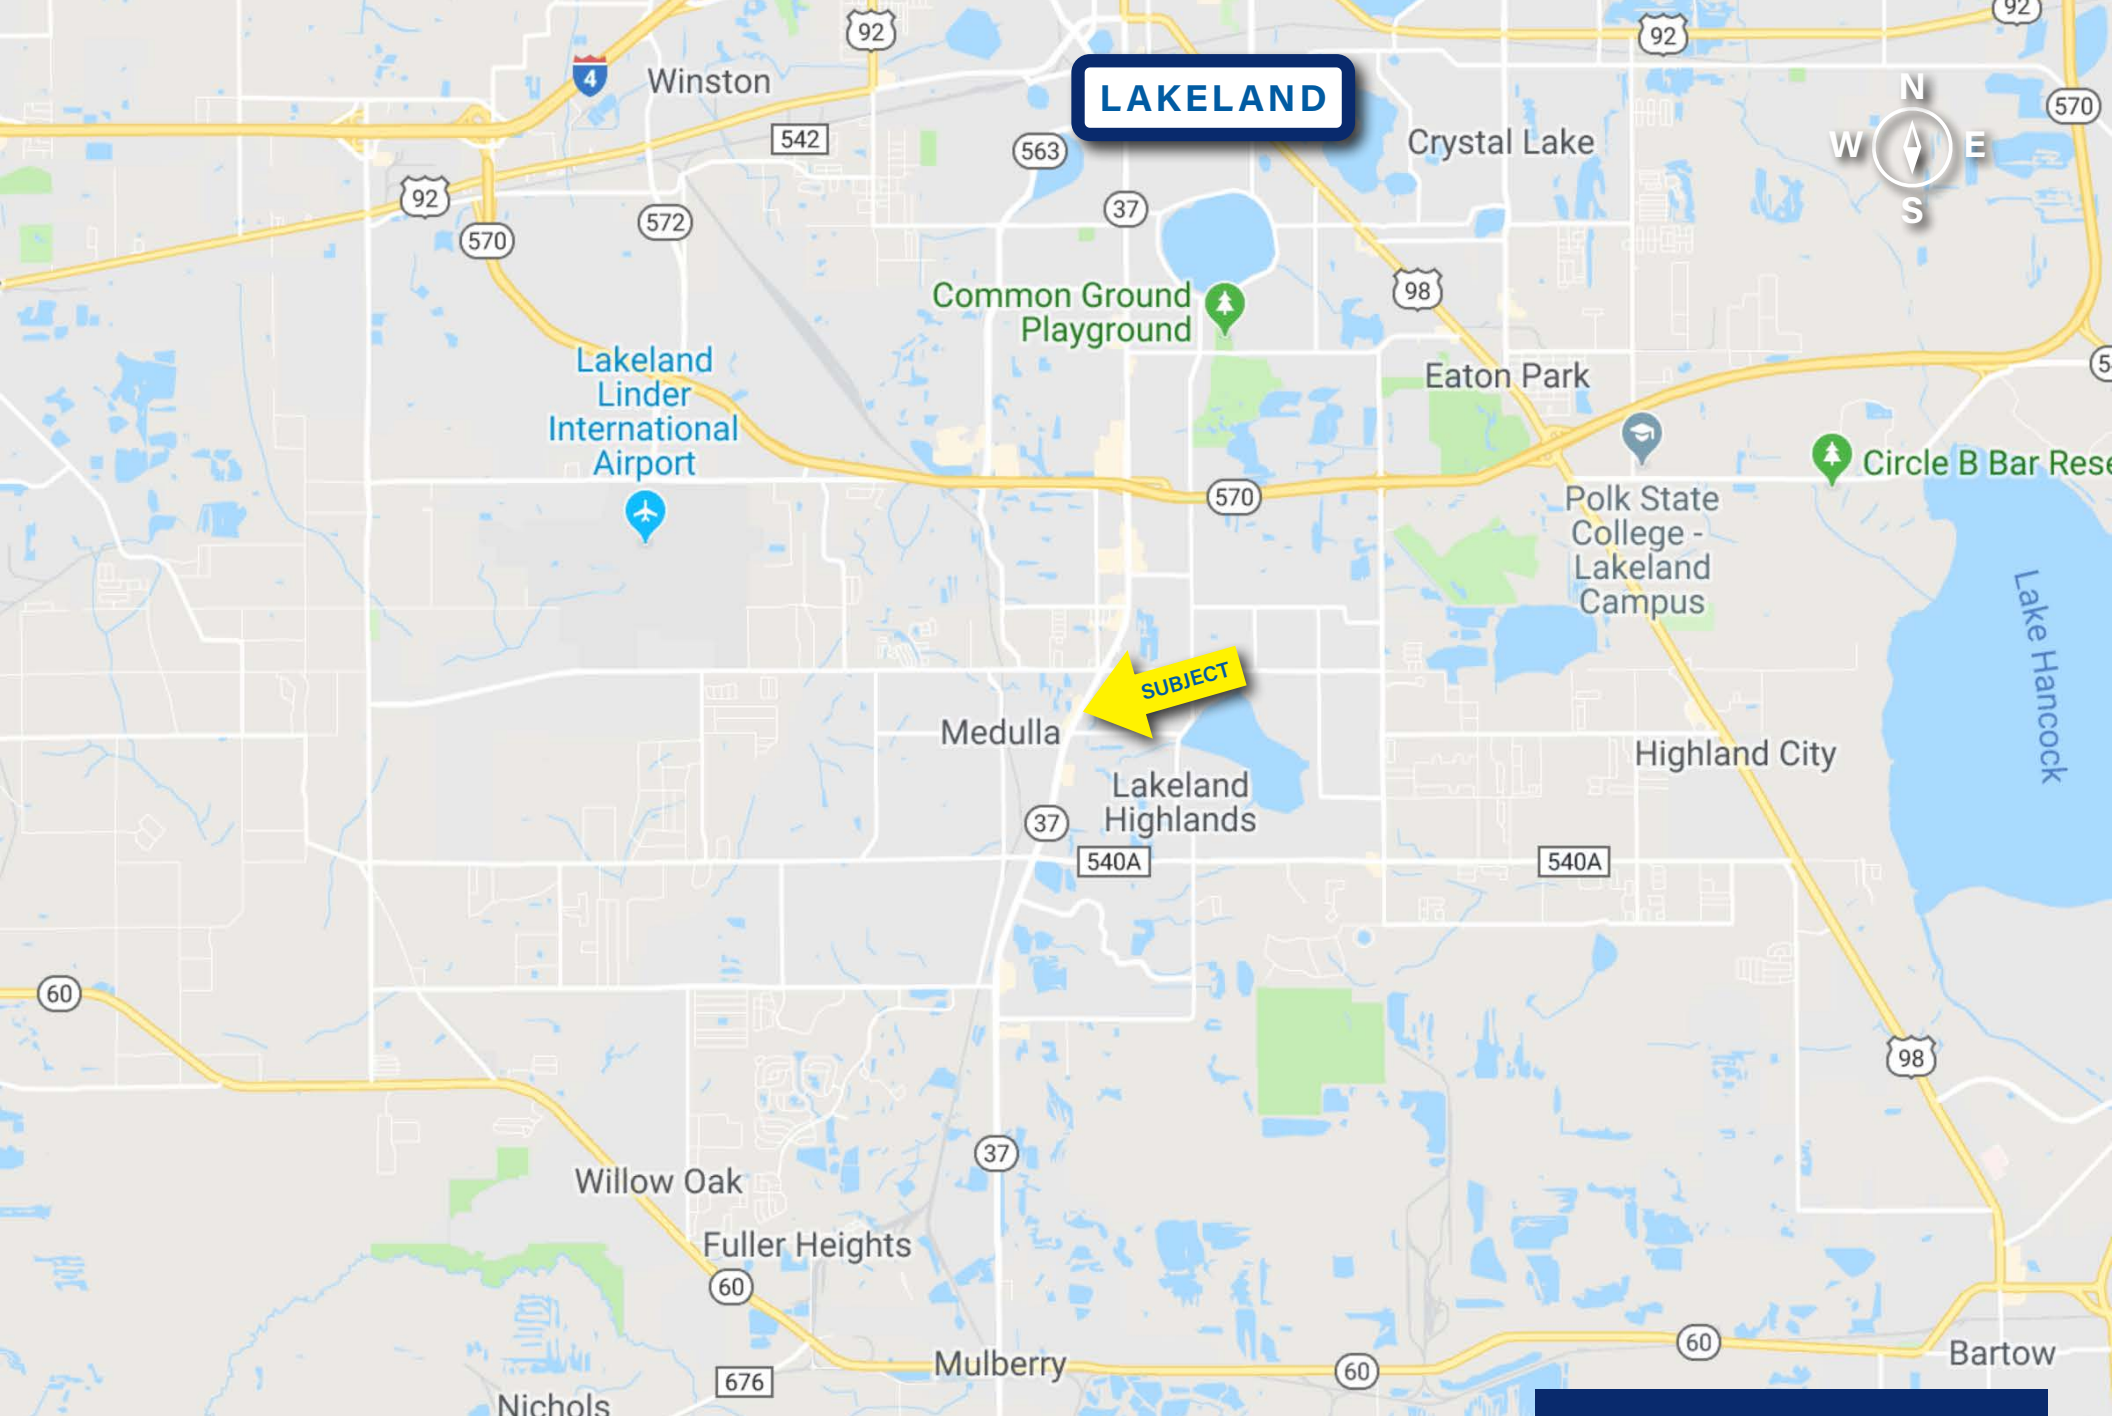 92
92
92
4
Winston
LAKELAND
N
W
E
S
570
542
563
Crystal Lake
92
572
37
570
98
Common Ground
Playground
Lakeland
Linder
International
Airport
Eaton Park
570
Circle B Bar Rese
Polk State
College -
Lakeland
Campus
Lake Hancock
SUBJECT
Medulla
Highland City
Lakeland
Highlands
37
540A
540A
60
98
37
Willow Oak
Fuller Heights
60
60
Bartow
Mulberry
60
676
Nichols